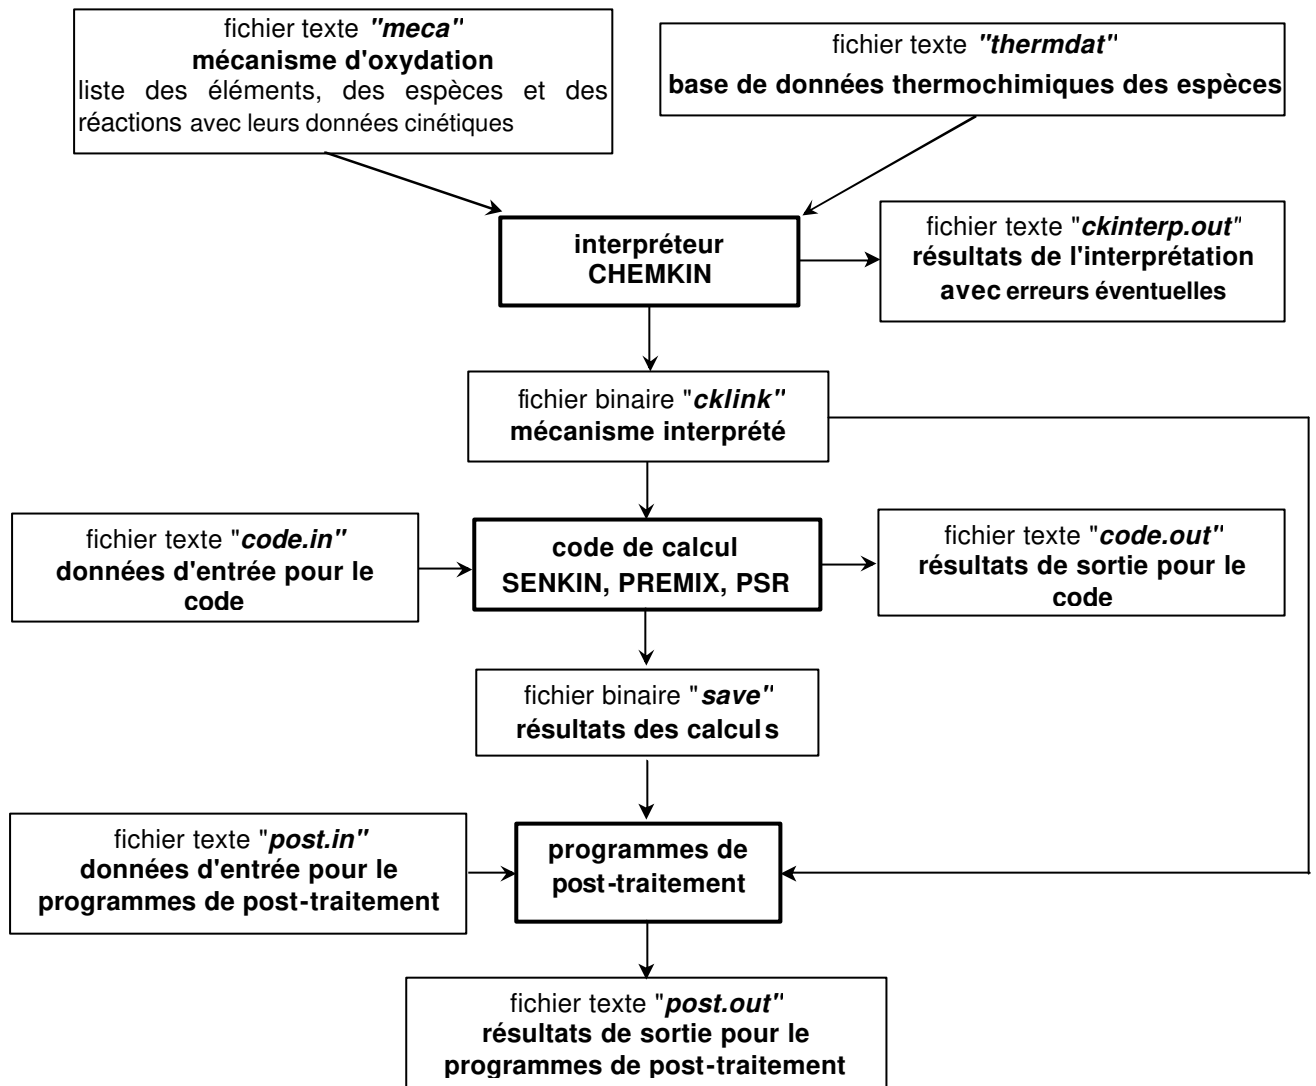 fichier texte "meca"
mécanisme d'oxydation
liste des éléments, des espèces et des
réactions avec leurs données cinétiques
fichier texte "thermdat"
base de données thermochimiques des espèces
interpréteur
CHEMKIN
fichier texte "ckinterp.out"
résultats de l'interprétation
avec erreurs éventuelles
fichier binaire "cklink"
mécanisme interprété
fichier texte "code.in"
données d'entrée pour le
code
code de calcul
SENKIN, PREMIX, PSR
fichier texte "code.out"
résultats de sortie pour le
code
fichier binaire "save"
résultats des calculs
fichier texte "post.in"
données d'entrée pour le
programmes de post-traitement
programmes de
post-traitement
fichier texte "post.out"
résultats de sortie pour le
programmes de post-traitement